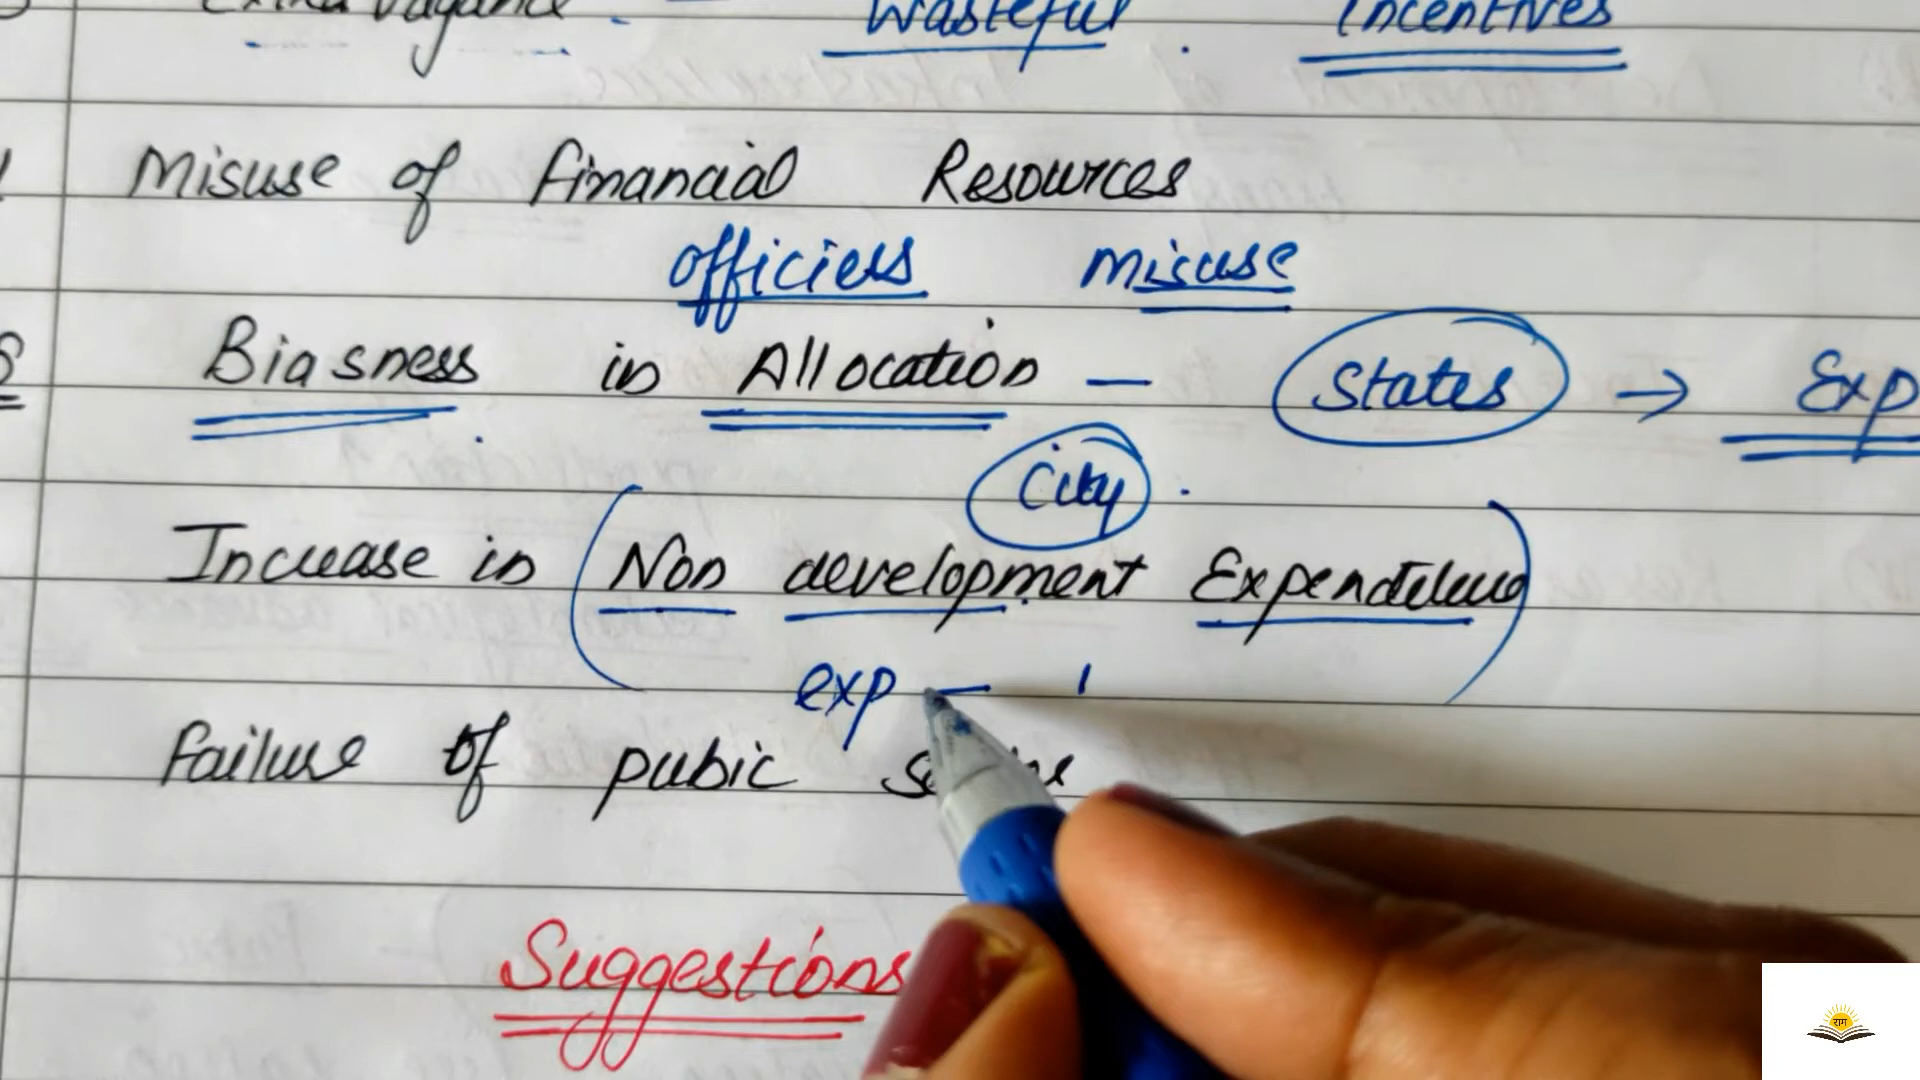 Extravagance - Wasteful. Incentives
Misuse of financial Resources
officiers misuse
Biasness in Allocation — States → Exp
City.
Increase in (Non development Expenditure)
exp —
failure of pubic
Suggestions
राम